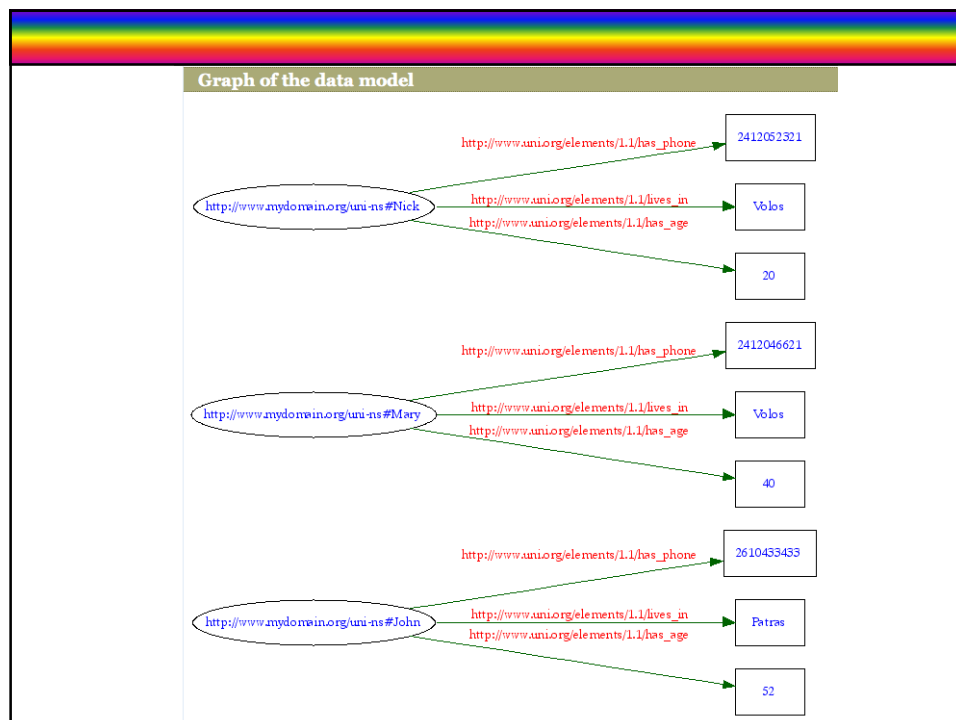 Graph of the data model
http://www.uni.org/elements/1.1/has_phone
2412052321
http://www.mydomain.org/uni-ns#Nick
http://www.uni.org/elements/1.1/lives_in
Volos
http://www.uni.org/elements/1.1/has_age
20
http://www.uni.org/elements/1.1/has_phone
2412046621
http://www.mydomain.org/uni-ns#Mary
http://www.uni.org/elements/1.1/lives_in
Volos
http://www.uni.org/elements/1.1/has_age
40
http://www.uni.org/elements/1.1/has_phone
2610433433
http://www.mydomain.org/uni-ns#John
http://www.uni.org/elements/1.1/lives_in
Patras
http://www.uni.org/elements/1.1/has_age
52